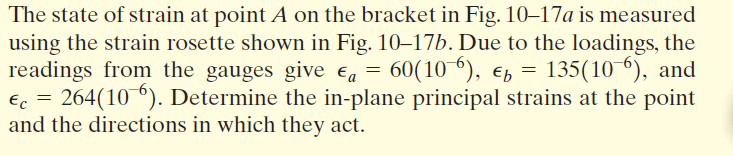 The state of strain at point A on the bracket in Fig. 10–17a is measured
using the strain rosette shown in Fig. 10–17b. Due to the loadings, the
readings from the gauges give ϵₐ = 60(10⁻⁶), ϵ_b = 135(10⁻⁶), and
ϵ_c = 264(10⁻⁶). Determine the in-plane principal strains at the point
and the directions in which they act.